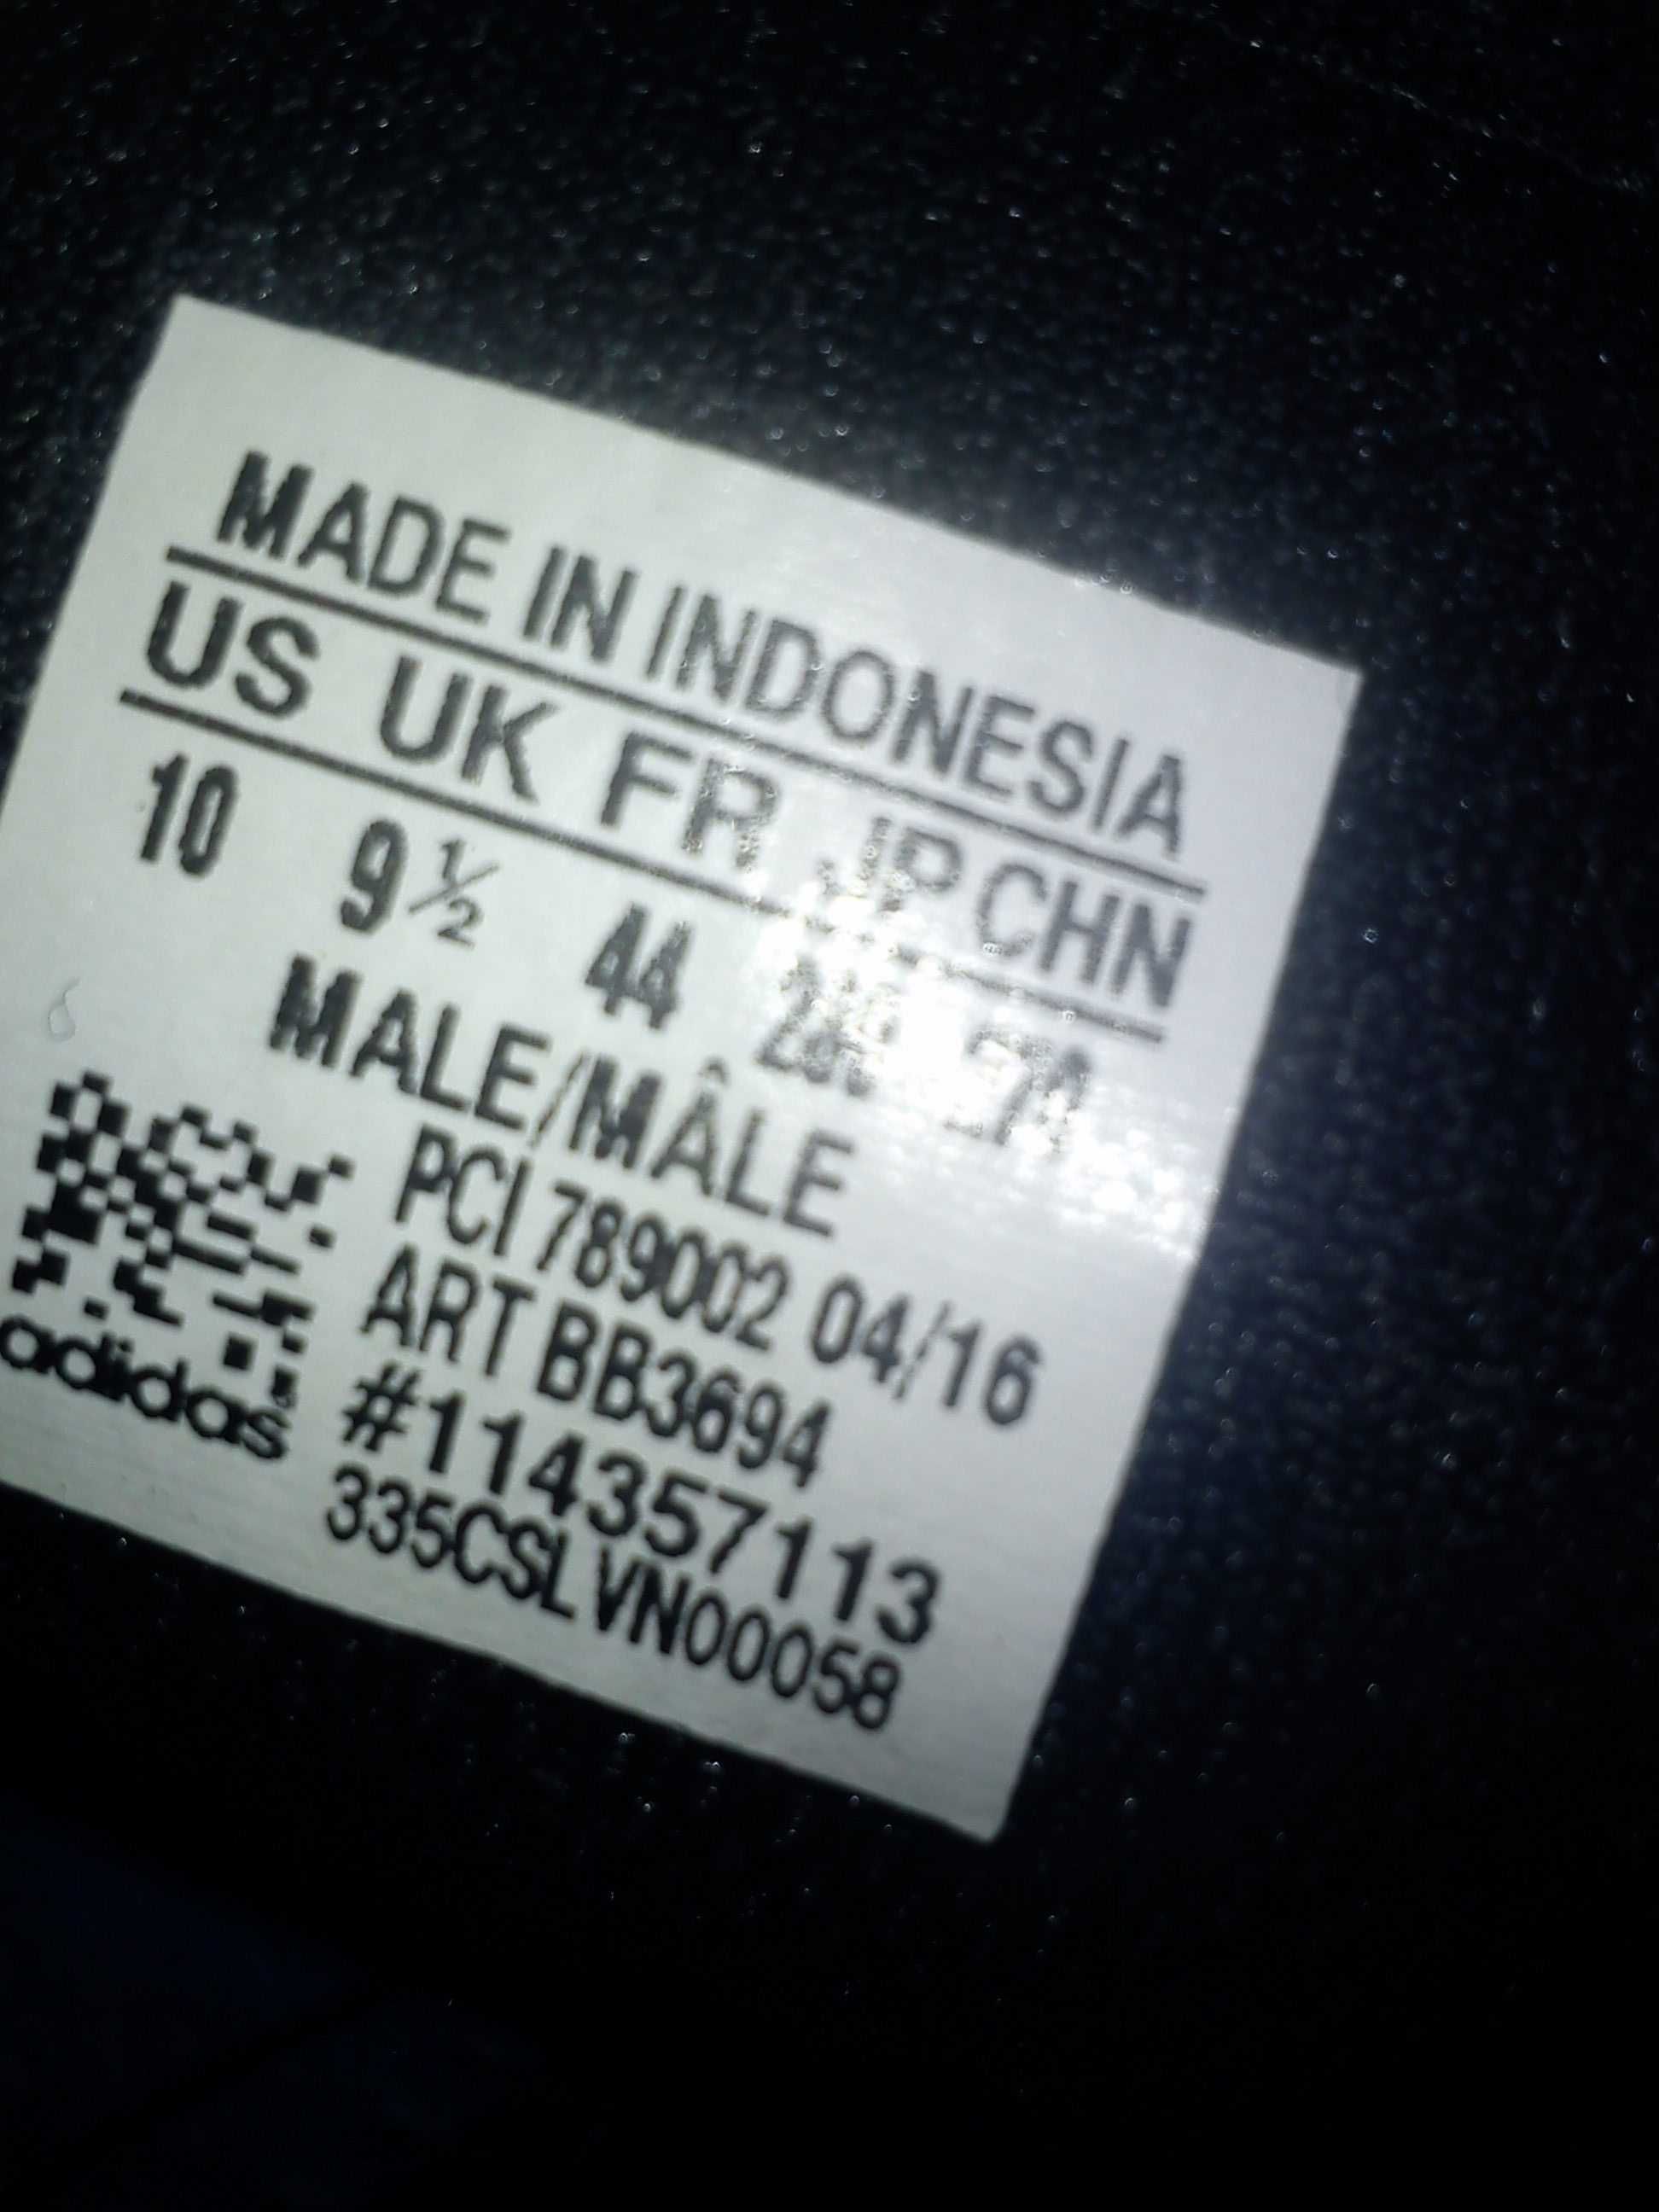 MADE IN INDONESIA
US UK FR JP CHN
10 9½ 44
MALE/MÂLE
PCI 789002 04/16
ART BB3694
#114357113
335CSLVN00058
adidas